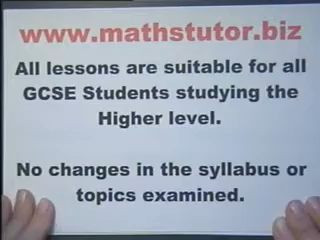 www.mathstutor.biz
All lessons are suitable for all
GCSE Students studying the
Higher level.
No changes in the syllabus or
topics examined.